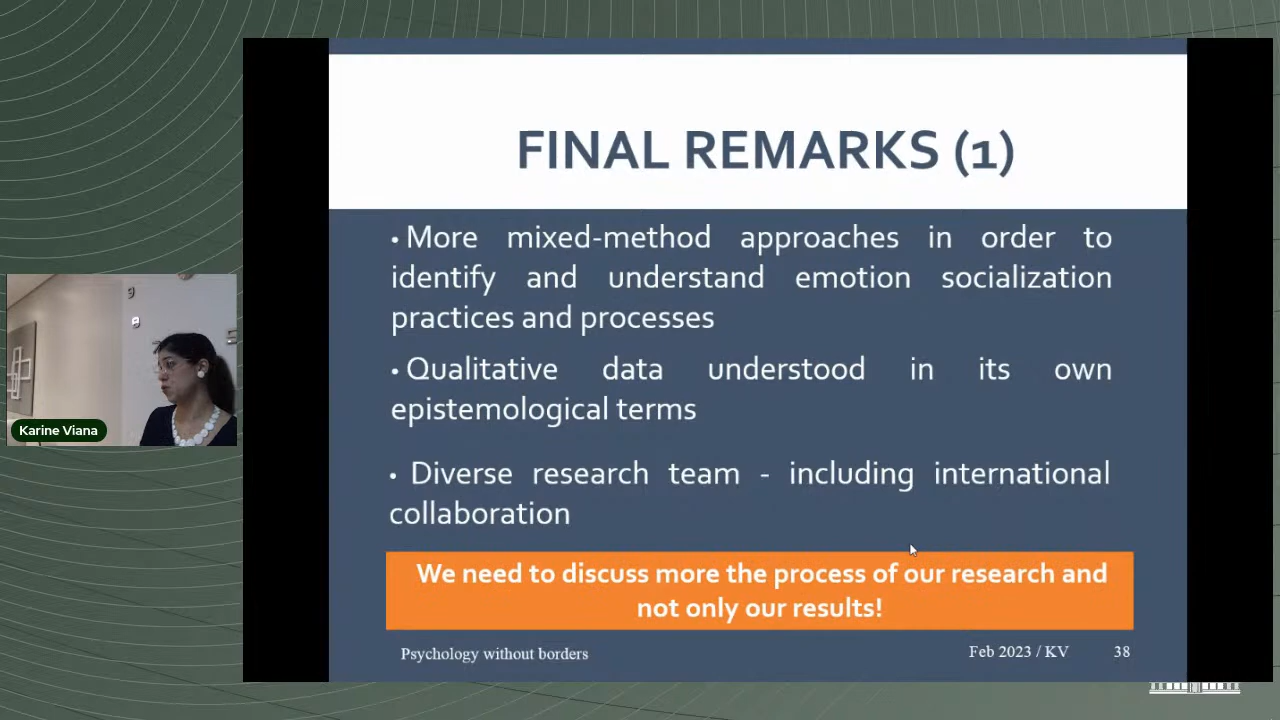 FINAL REMARKS (1)
• More mixed-method approaches in order to
identify and understand emotion socialization
practices and processes
• Qualitative data understood in its own
epistemological terms
• Diverse research team - including international
collaboration
We need to discuss more the process of our research and
not only our results!
Psychology without borders
Feb 2023 / KV
38
Karine Viana